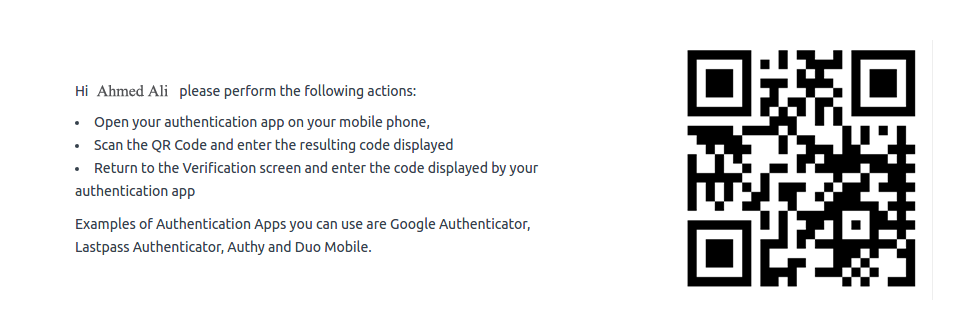 Hi Ahmed Ali please perform the following actions:
• Open your authentication app on your mobile phone,
• Scan the QR Code and enter the resulting code displayed
• Return to the Verification screen and enter the code displayed by your
authentication app
Examples of Authentication Apps you can use are Google Authenticator,
Lastpass Authenticator, Authy and Duo Mobile.